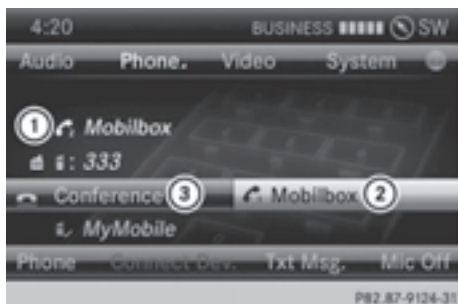 4:20 BUSINESS SW
Audio Phone. Video System
1 Mobilbox
: 333
Conference 3 Mobilbox 2
MyMobile
Phone Connect Dev. Txt Msg. Mic Off
P82.87-9124-31